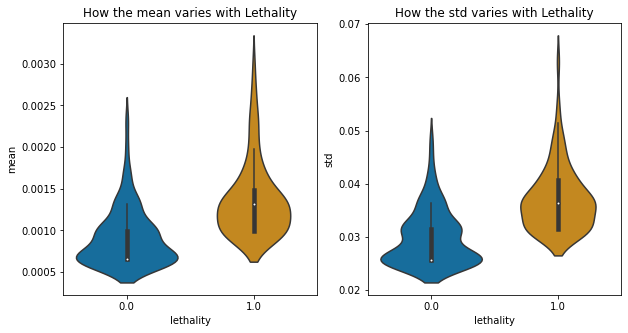 How the mean varies with Lethality
0.0030
0.0025
0.0020
0.0015
0.0010
0.0005
mean
0.0
1.0
lethality
How the std varies with Lethality
0.07
0.06
0.05
0.04
0.03
0.02
std
0.0
1.0
lethality